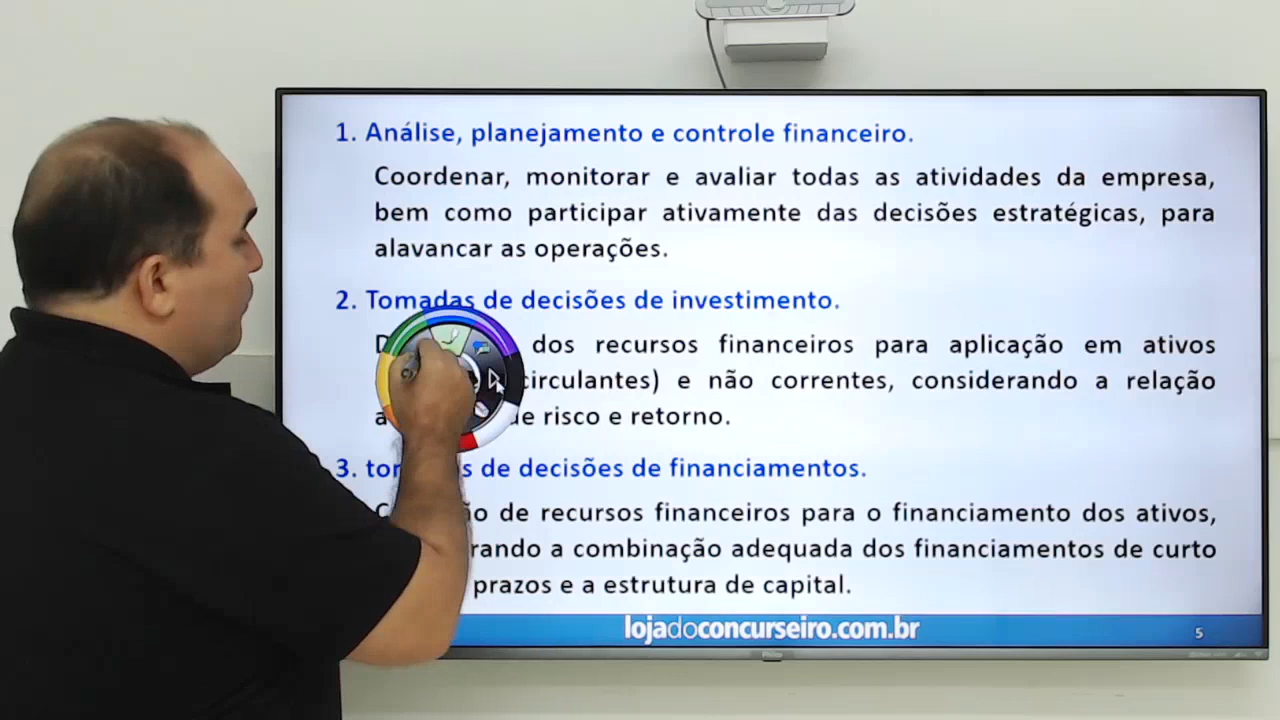 1. Análise, planejamento e controle financeiro.
Coordenar, monitorar e avaliar todas as atividades da empresa,
bem como participar ativamente das decisões estratégicas, para
alavancar as operações.
2. Tomadas de decisões de investimento.
dos recursos financeiros para aplicação em ativos
circulantes) e não correntes, considerando a relação
de risco e retorno.
3. de decisões de financiamentos.
de recursos financeiros para o financiamento dos ativos,
a combinação adequada dos financiamentos de curto
prazos e a estrutura de capital.
lojadoconcurseiro.com.br
5
Philco